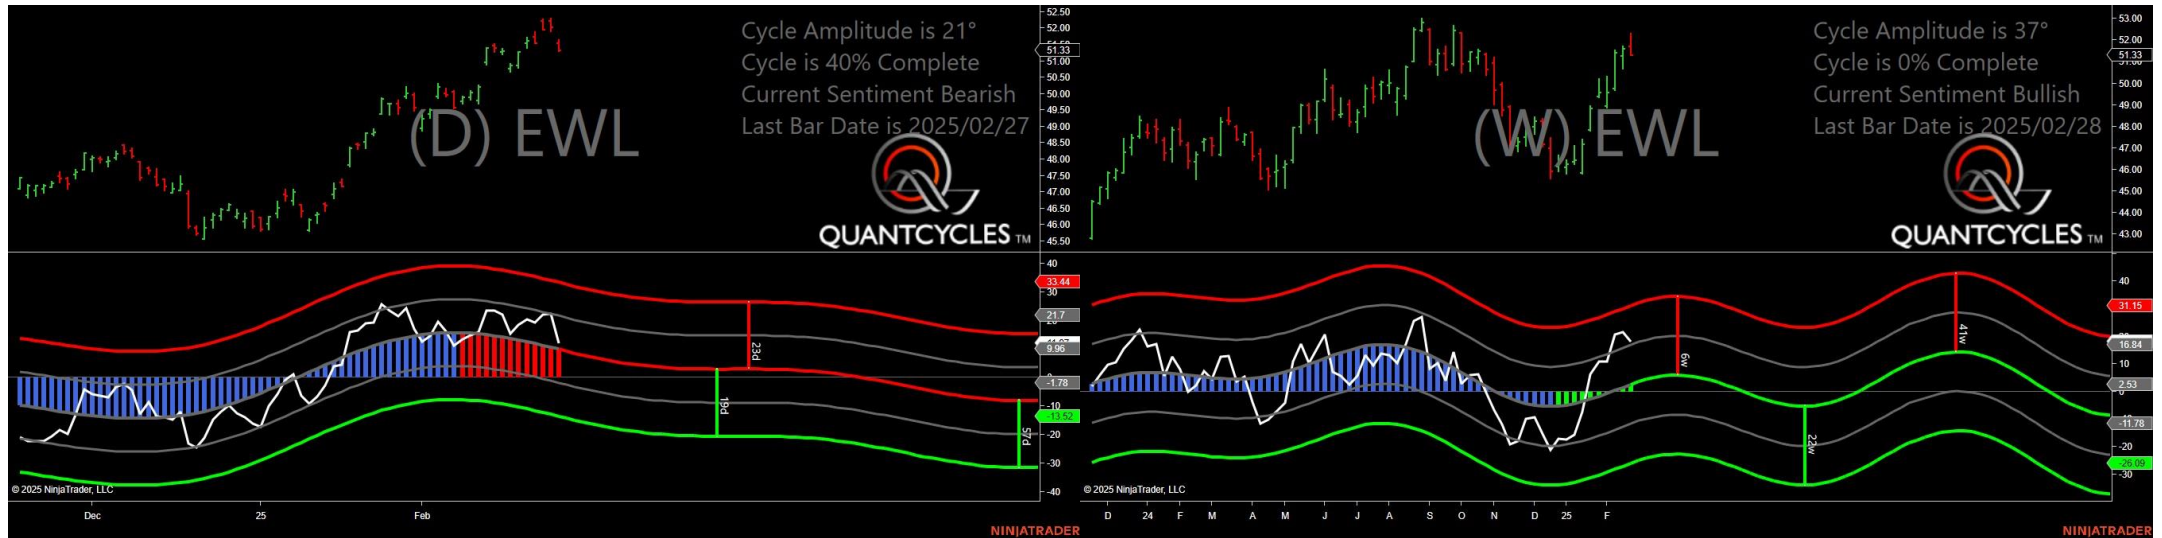 Cycle Amplitude is 21°
Cycle is 40% Complete
Current Sentiment Bearish
Last Bar Date is 2025/02/27
(D) EWL
QUANTCYCLES TM
52.50
52.00
51.33
51.00
50.50
50.00
49.50
49.00
48.50
48.00
47.50
47.00
46.50
46.00
45.50
40
33.44
30
21.7
9.96
-1.78
-10
-13.52
-20
-30
-40
23d
19d
57d
© 2025 NinjaTrader, LLC
Dec
25
Feb
NINJATRADER
Cycle Amplitude is 37°
Cycle is 0% Complete
Current Sentiment Bullish
Last Bar Date is 2025/02/28
(W) EWL
QUANTCYCLES TM
53.00
52.00
51.33
50.00
49.00
48.00
47.00
46.00
45.00
44.00
43.00
40
31.15
16.84
10
2.53
0
-11.78
-20
-26.09
-30
6w
22w
41w
© 2025 NinjaTrader, LLC
D 24 F M A M J J A S O N D 25 F
NINJATRADER